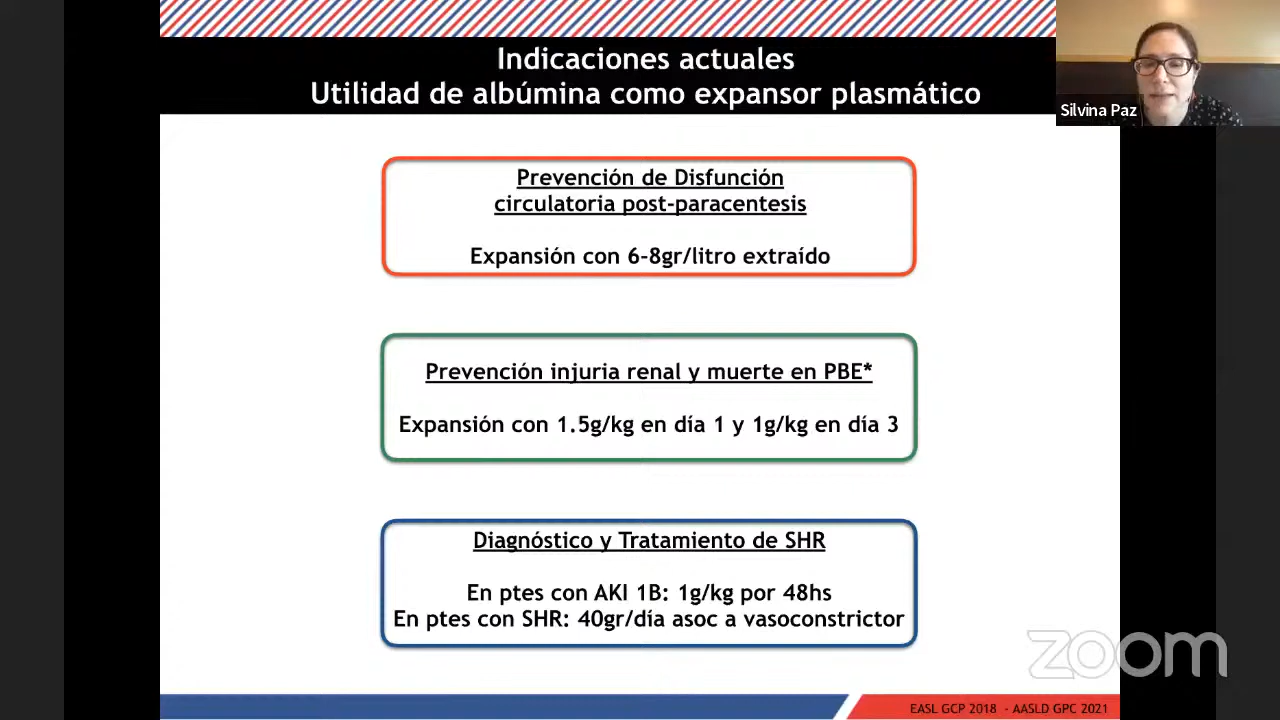 Indicaciones actuales
Utilidad de albúmina como expansor plasmático
Silvina Paz
Prevención de Disfunción
circulatoria post-paracentesis
Expansión con 6-8gr/litro extraído
Prevención injuria renal y muerte en PBE*
Expansión con 1.5g/kg en día 1 y 1g/kg en día 3
Diagnóstico y Tratamiento de SHR
En ptes con AKI 1B: 1g/kg por 48hs
En ptes con SHR: 40gr/día asoc a vasoconstrictor
zoom
EASL GCP 2018 - AASLD GPC 2021